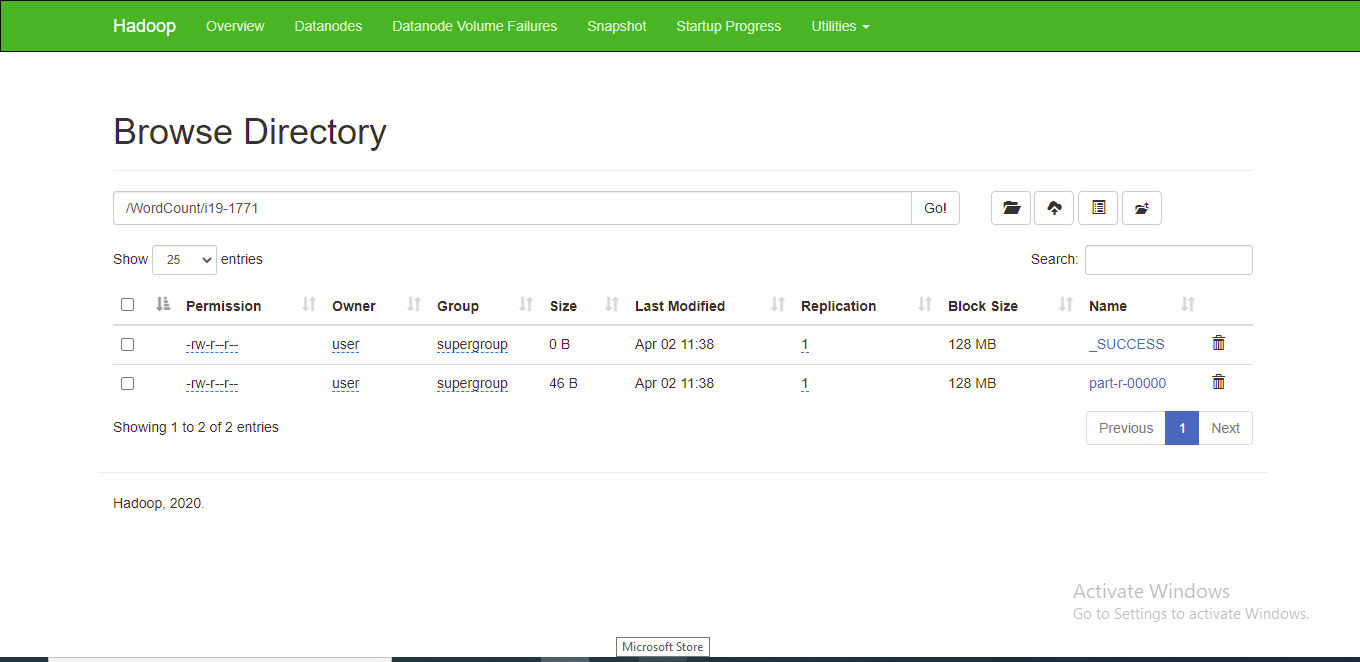 Hadoop Overview Datanodes Datanode Volume Failures Snapshot Startup Progress Utilities
Browse Directory
/WordCount/i19-1771 Go!
Show 25 entries Search:
Permission Owner Group Size Last Modified Replication Block Size Name
-rw-r--r-- user supergroup 0 B Apr 02 11:38 1 128 MB _SUCCESS
-rw-r--r-- user supergroup 46 B Apr 02 11:38 1 128 MB part-r-00000
Showing 1 to 2 of 2 entries Previous 1 Next
Hadoop, 2020.
Activate Windows
Go to Settings to activate Windows.
Microsoft Store